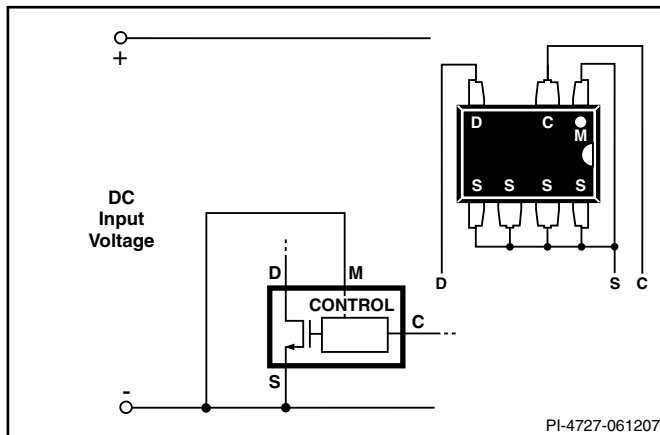 +
DC
Input
Voltage
-
D
M
CONTROL
C
S
D
C
M
S
S
S
S
D
S
C
PI-4727-061207